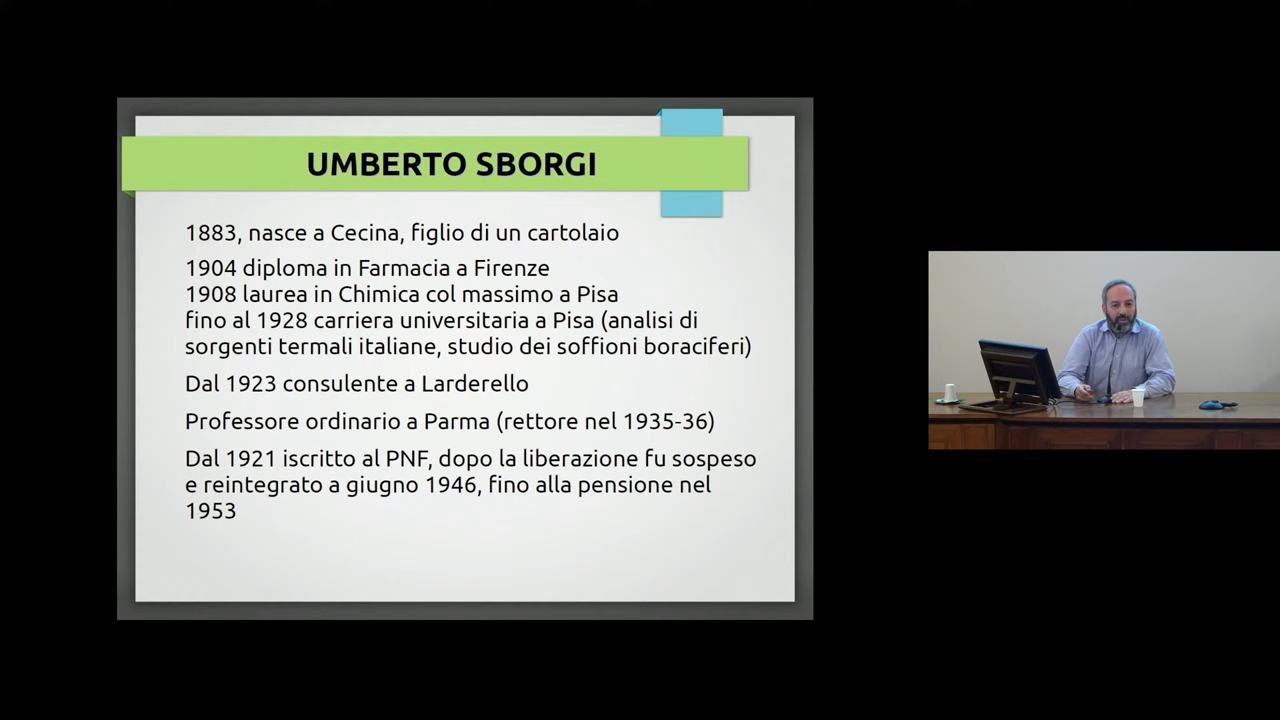 UMBERTO SBORGI
1883, nasce a Cecina, figlio di un cartolaio
1904 diploma in Farmacia a Firenze
1908 laurea in Chimica col massimo a Pisa
fino al 1928 carriera universitaria a Pisa (analisi di
sorgenti termali italiane, studio dei soffioni boraciferi)
Dal 1923 consulente a Larderello
Professore ordinario a Parma (rettore nel 1935-36)
Dal 1921 iscritto al PNF, dopo la liberazione fu sospeso
e reintegrato a giugno 1946, fino alla pensione nel
1953